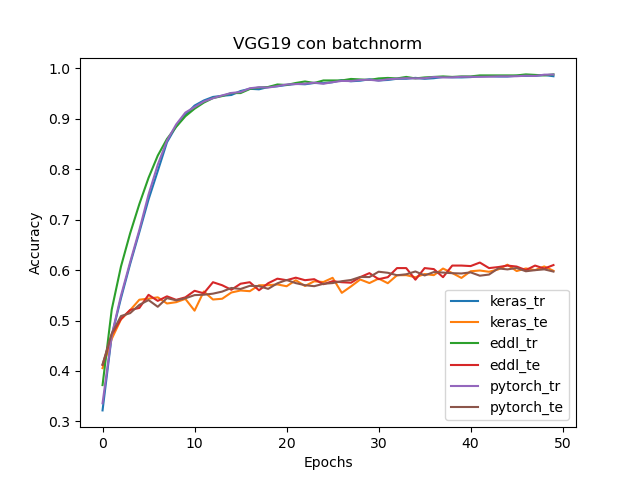 VGG19 con batchnorm
Accuracy
1.0
0.9
0.8
0.7
0.6
0.5
0.4
0.3
keras_tr
keras_te
eddl_tr
eddl_te
pytorch_tr
pytorch_te
0 10 20 30 40 50
Epochs